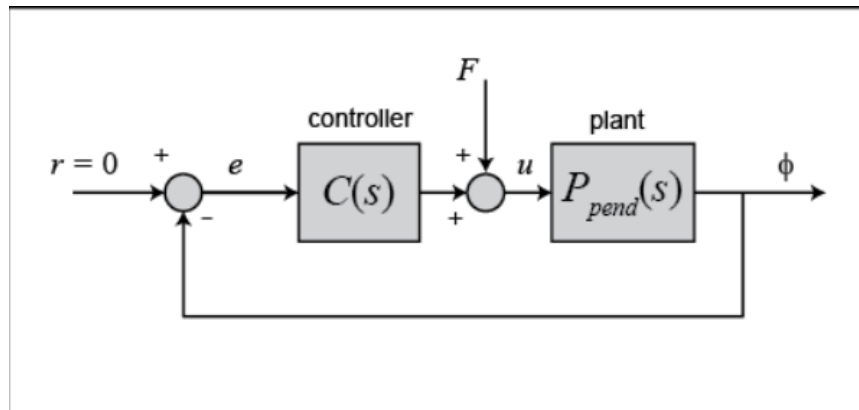 F
controller
plant
r = 0
+
e
C(s)
+
u
P_pend(s)
ϕ
-
+